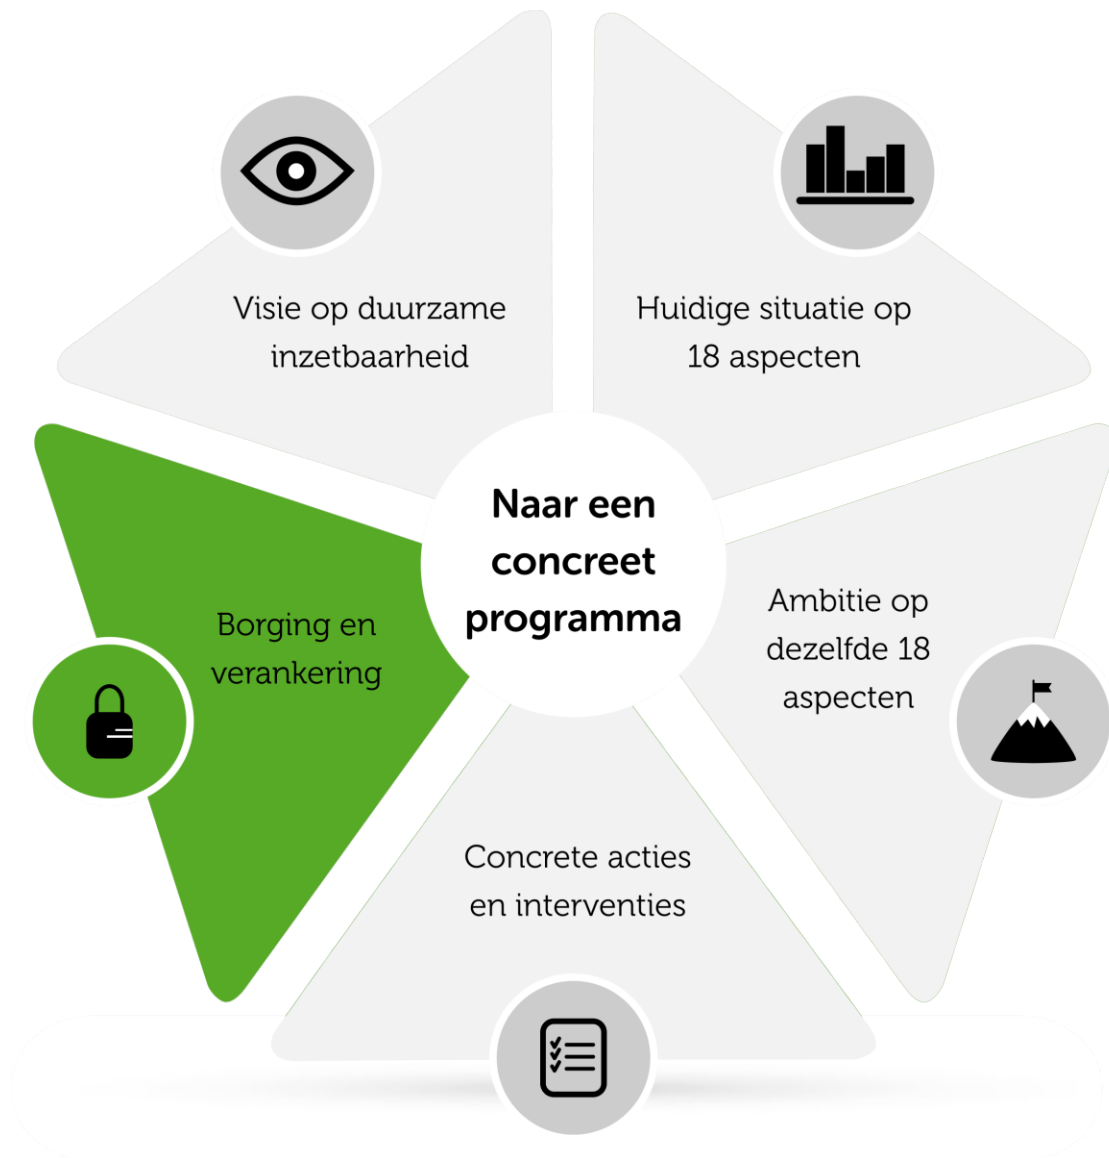 Visie op duurzame
inzetbaarheid
Huidige situatie op
18 aspecten
Naar een
concreet
programma
Ambitie op
dezelfde 18
aspecten
Borging en
verankering
Concrete acties
en interventies